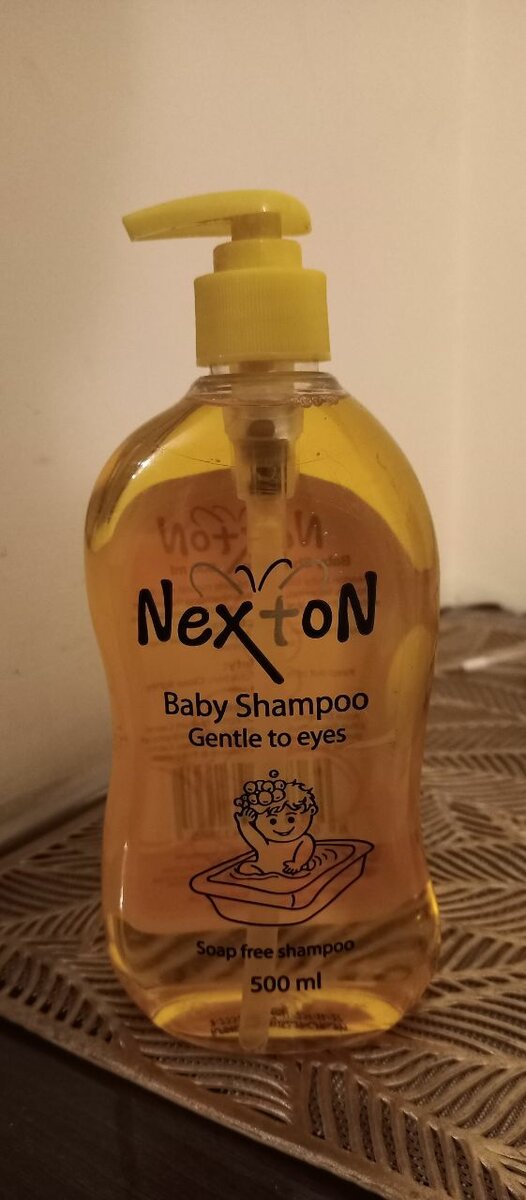 NextoN
Baby Shampoo
Gentle to eyes
Soap free shampoo
500 ml